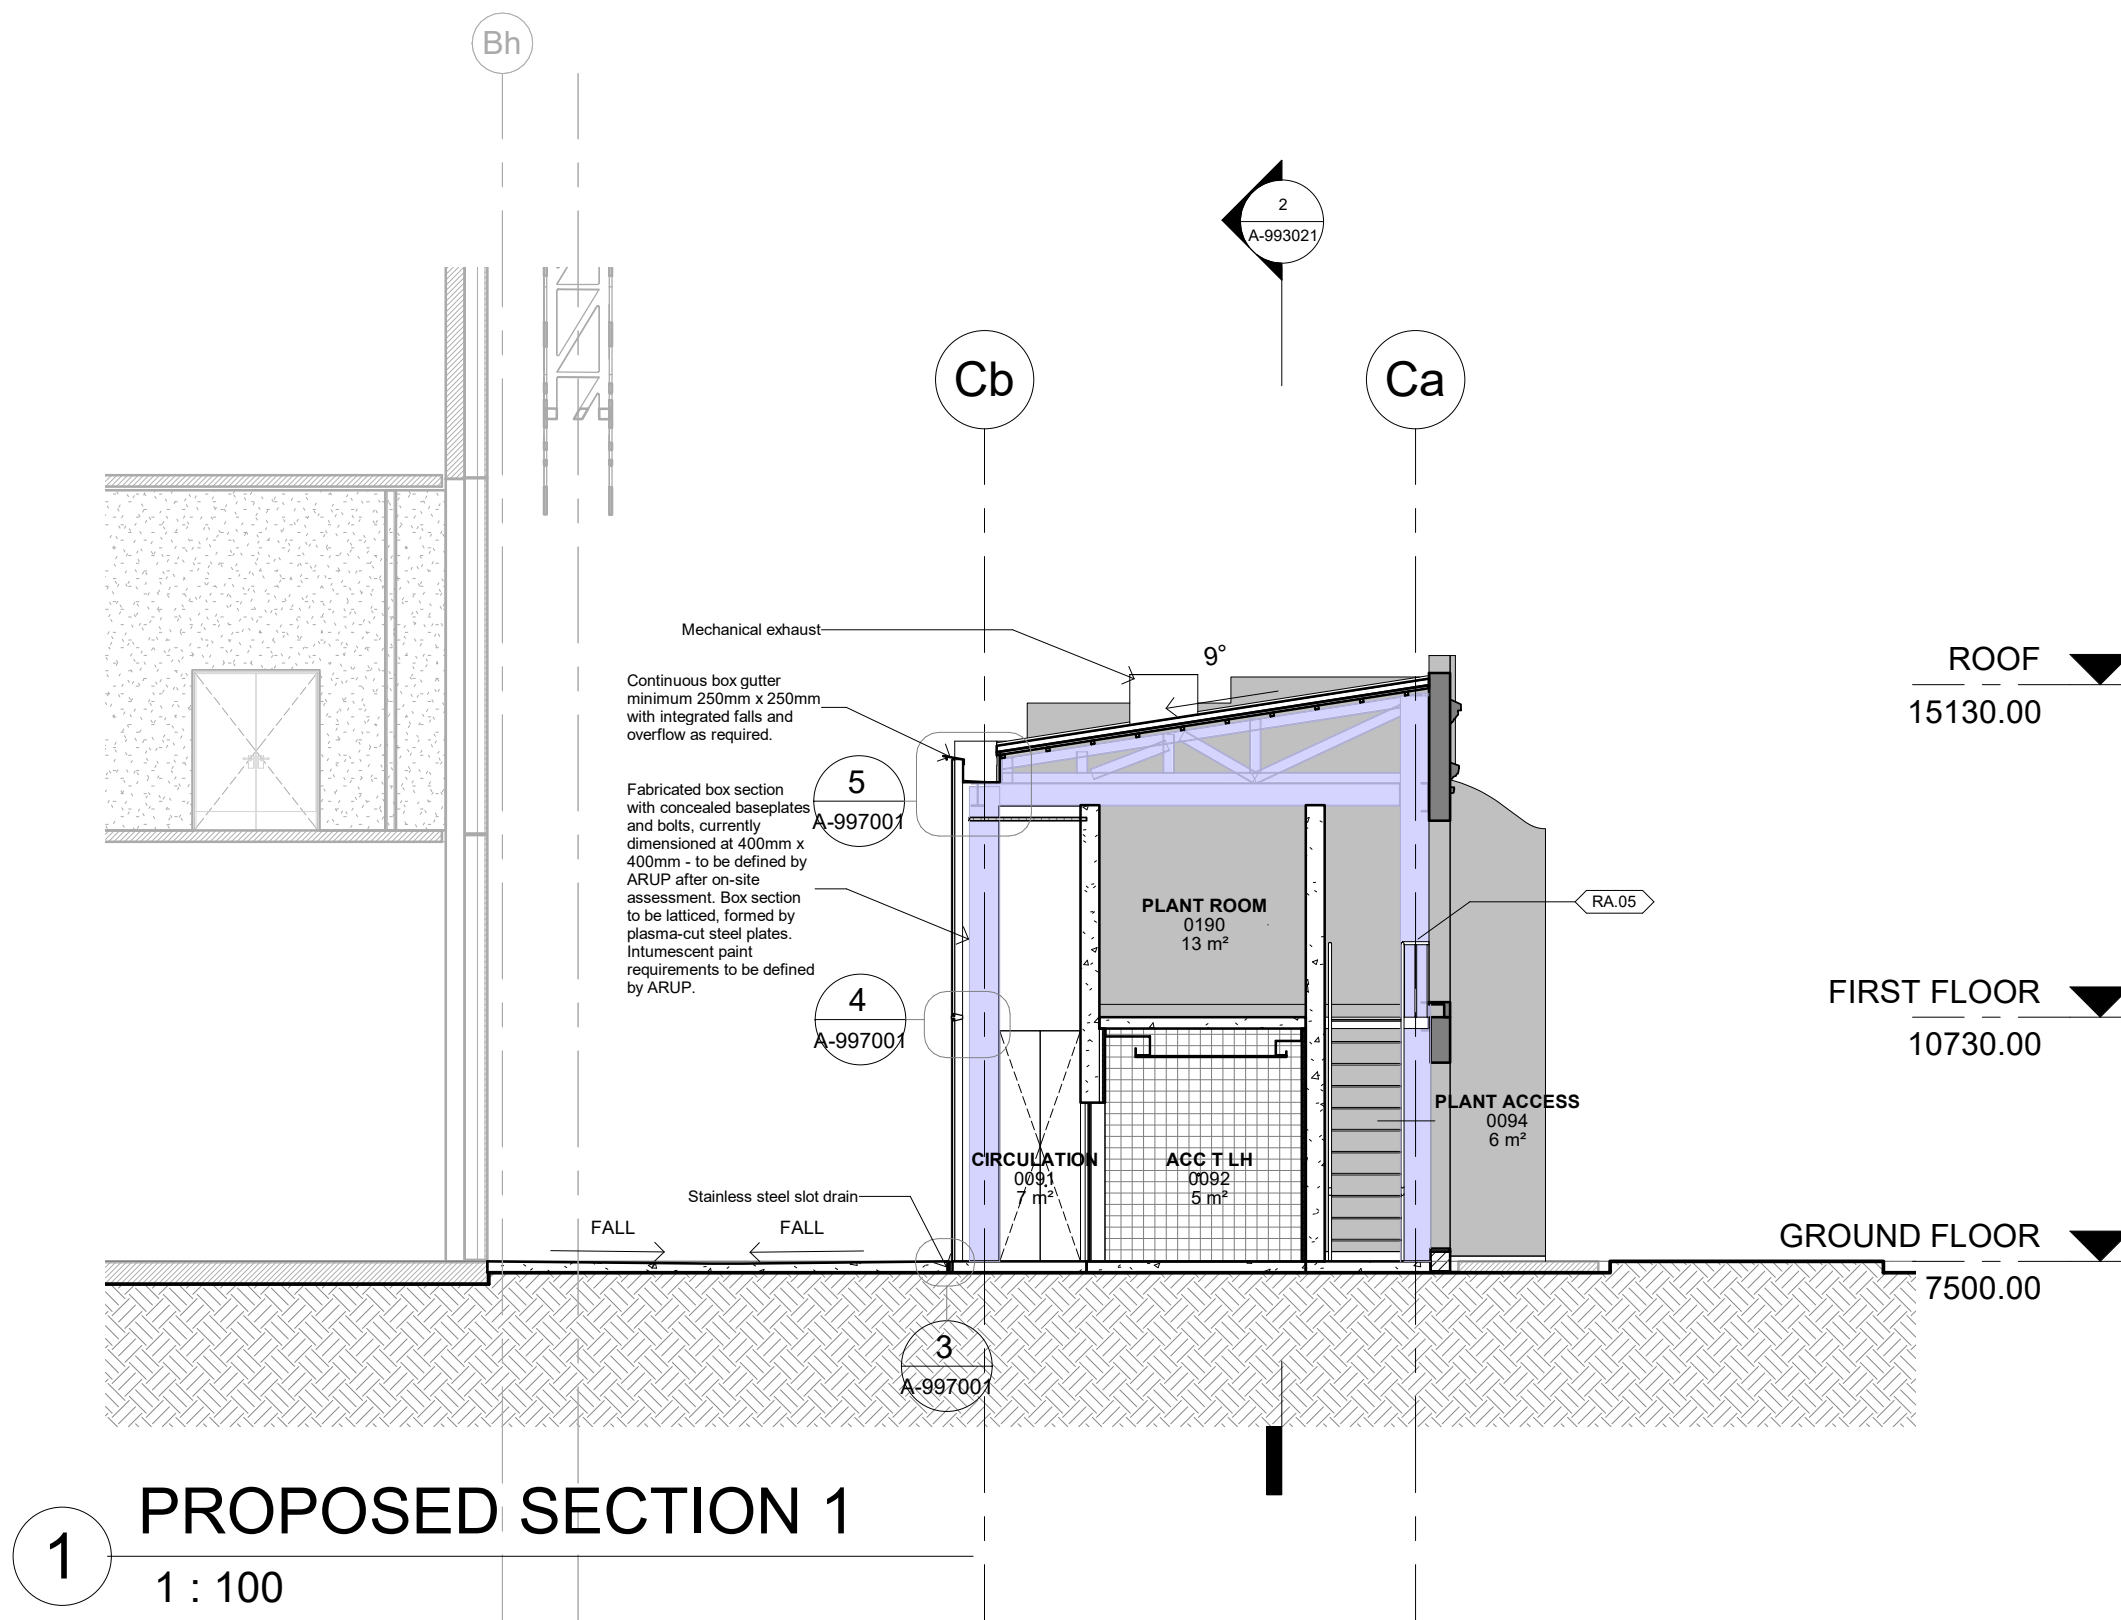 Bh
2
A-993021
Cb
Ca
Mechanical exhaust
9°
Continuous box gutter
minimum 250mm x 250mm
with integrated falls and
overflow as required.
ROOF
15130.00
5
A-997001
Fabricated box section
with concealed baseplates
and bolts, currently
dimensioned at 400mm x
400mm - to be defined by
ARUP after on-site
assessment. Box section
to be latticed, formed by
plasma-cut steel plates.
Intumescent paint
requirements to be defined
by ARUP.
PLANT ROOM
0190
13 m²
RA.05
4
A-997001
FIRST FLOOR
10730.00
PLANT ACCESS
0094
6 m²
CIRCULATION
0091
7 m²
ACC T LH
0092
5 m²
Stainless steel slot drain
FALL
FALL
GROUND FLOOR
7500.00
3
A-997001
1
PROPOSED SECTION 1
1 : 100